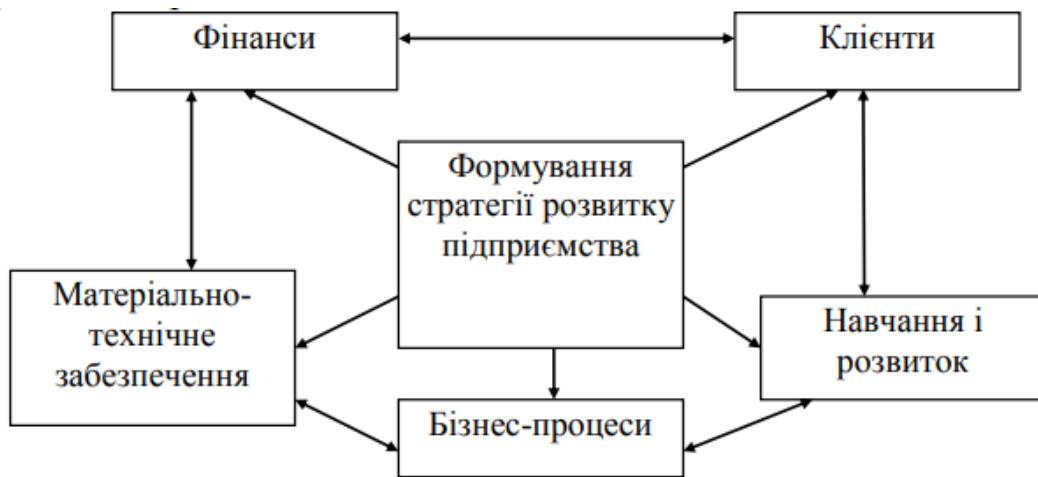 Фінанси
Клієнти
Формування
стратегії розвитку
підприємства
Матеріально-
технічне
забезпечення
Навчання і
розвиток
Бізнес-процеси